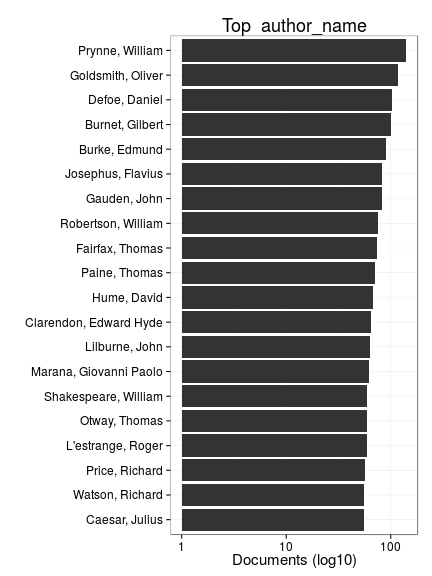 Top author_name
Prynne, William
Goldsmith, Oliver
Defoe, Daniel
Burnet, Gilbert
Burke, Edmund
Josephus, Flavius
Gauden, John
Robertson, William
Fairfax, Thomas
Paine, Thomas
Hume, David
Clarendon, Edward Hyde
Lilburne, John
Marana, Giovanni Paolo
Shakespeare, William
Otway, Thomas
L'estrange, Roger
Price, Richard
Watson, Richard
Caesar, Julius
1 10 100
Documents (log10)